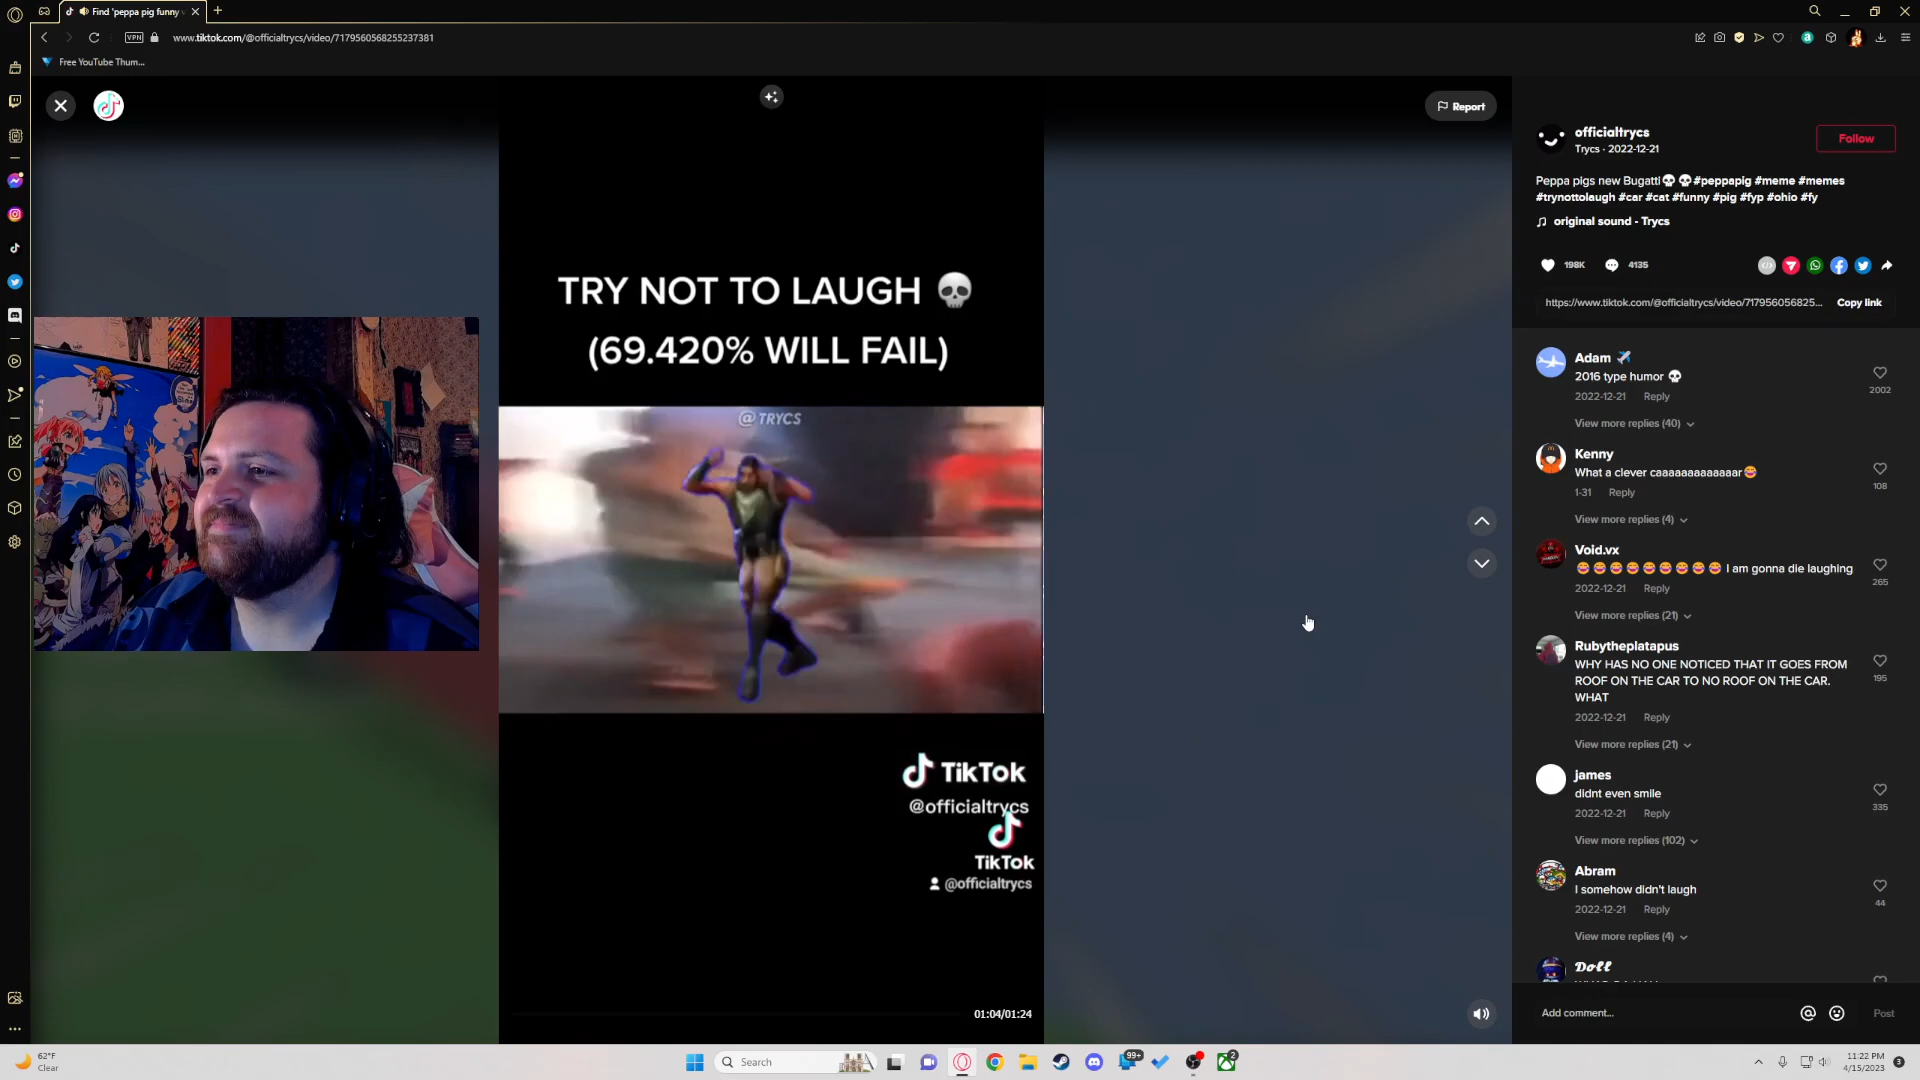 Find 'peppa pig funny
VPN
www.tiktok.com/@officialtrycs/video/7179560568255237381
Free YouTube Thum...
Report
TRY NOT TO LAUGH 💀
(69.420% WILL FAIL)
@TRYCS
TikTok
@officialtrycs
TikTok
@officialtrycs
01:04/01:24
officialtrycs
Trycs · 2022-12-21
Follow
Peppa pigs new Bugatti💀💀#peppapig #meme #memes
#trynottolaugh #car #cat #funny #pig #fyp #ohio #fy
original sound - Trycs
198K
4135
https://www.tiktok.com/@officialtrycs/video/71795605682​5...
Copy link
Adam ✈️
2016 type humor 💀
2022-12-21 Reply
2002
View more replies (40)
Kenny
What a clever caaaaaaaaaaaaar😂
1-31 Reply
108
View more replies (4)
Void.vx
😂😂😂😂😂😂😂😂😂 I am gonna die laughing
2022-12-21 Reply
265
View more replies (21)
Rubytheplatapus
WHY HAS NO ONE NOTICED THAT IT GOES FROM
ROOF ON THE CAR TO NO ROOF ON THE CAR.
WHAT
2022-12-21 Reply
195
View more replies (21)
james
didnt even smile
2022-12-21 Reply
335
View more replies (102)
Abram
I somehow didn't laugh
2022-12-21 Reply
44
View more replies (4)
Doll
Add comment...
Post
62°F
Clear
Search
99+
2
11:22 PM
4/15/2023
3